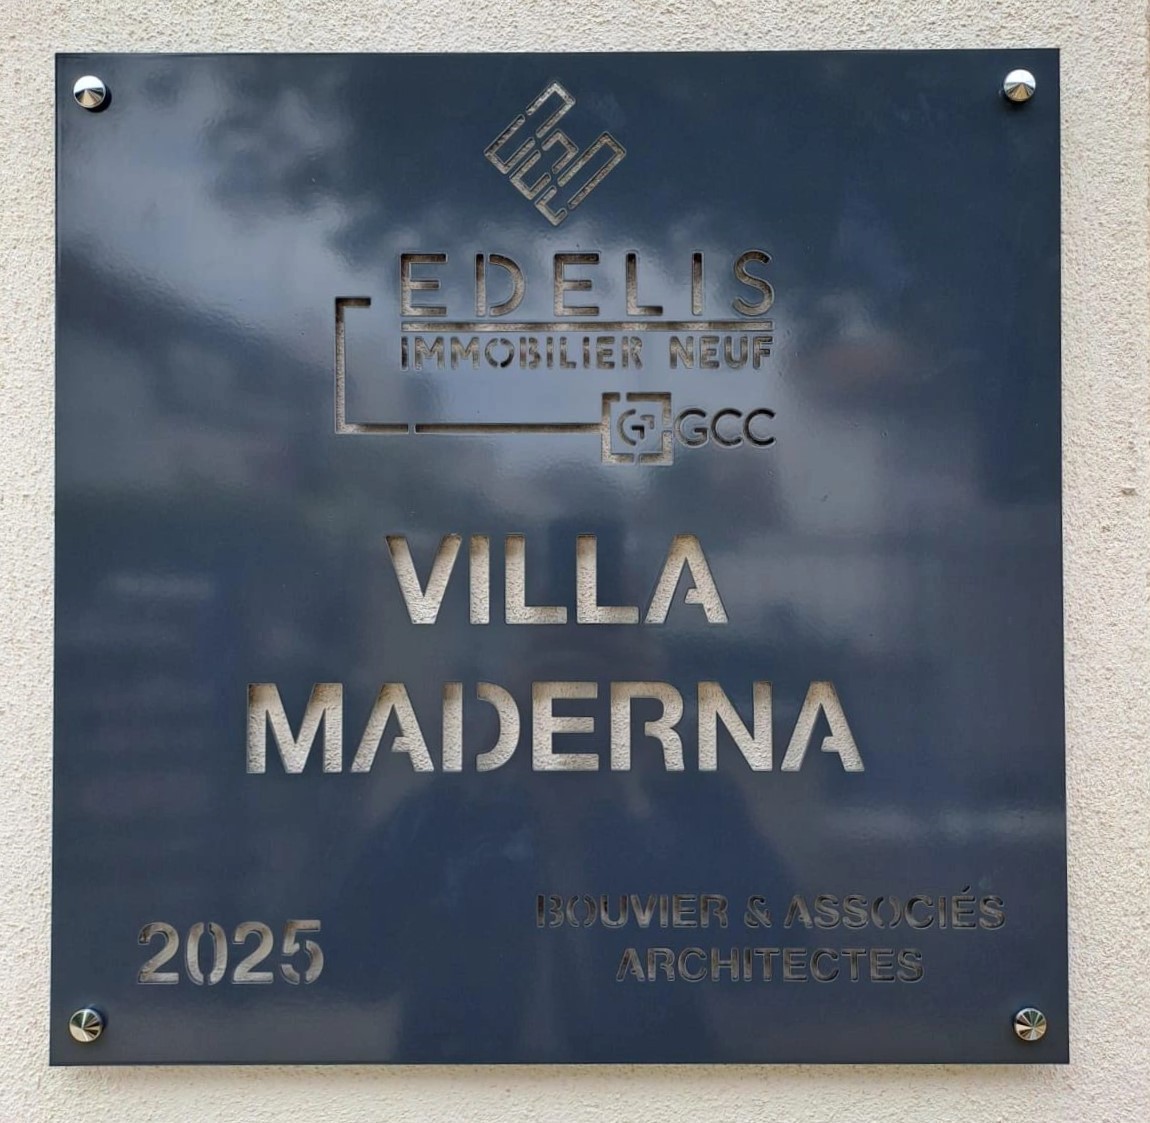 EDELIS
IMMOBILIER NEUF
G GCC
VILLA
MADERNA
2025
BOUVIER & ASSOCIÉS
ARCHITECTES